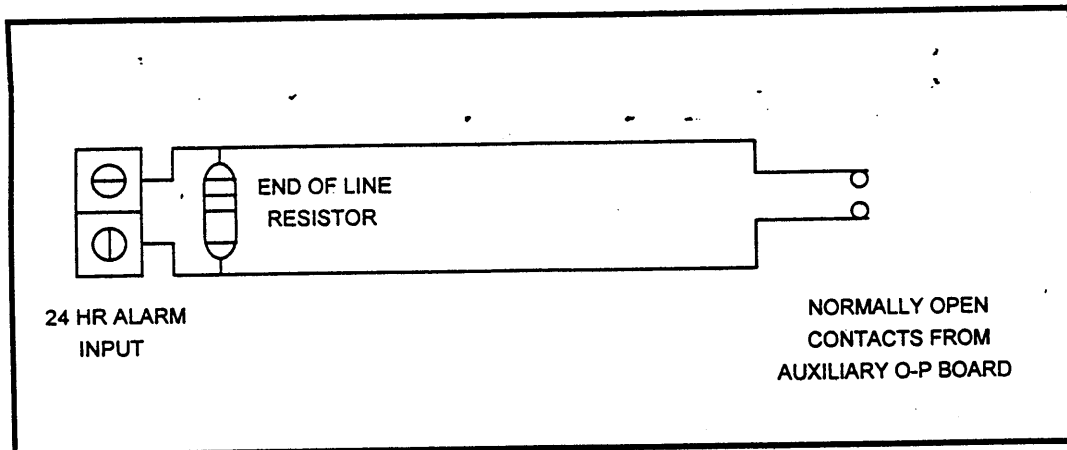 END OF LINE
RESISTOR
24 HR ALARM
INPUT
NORMALLY OPEN
CONTACTS FROM
AUXILIARY O-P BOARD